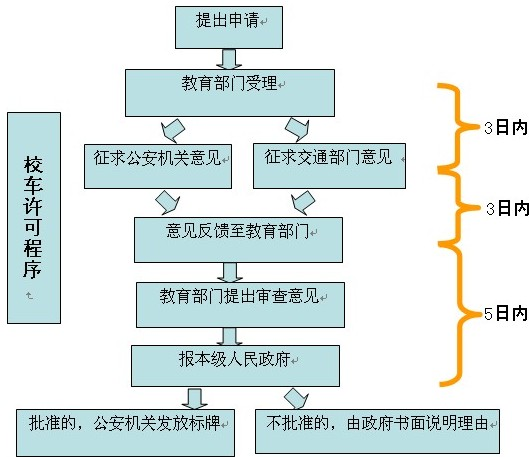 提出申请
教育部门受理
3日内
校车许可程序
征求公安机关意见
征求交通部门意见
3日内
意见反馈至教育部门
教育部门提出审查意见
5日内
报本级人民政府
批准的，公安机关发放标牌
不批准的，由政府书面说明理由